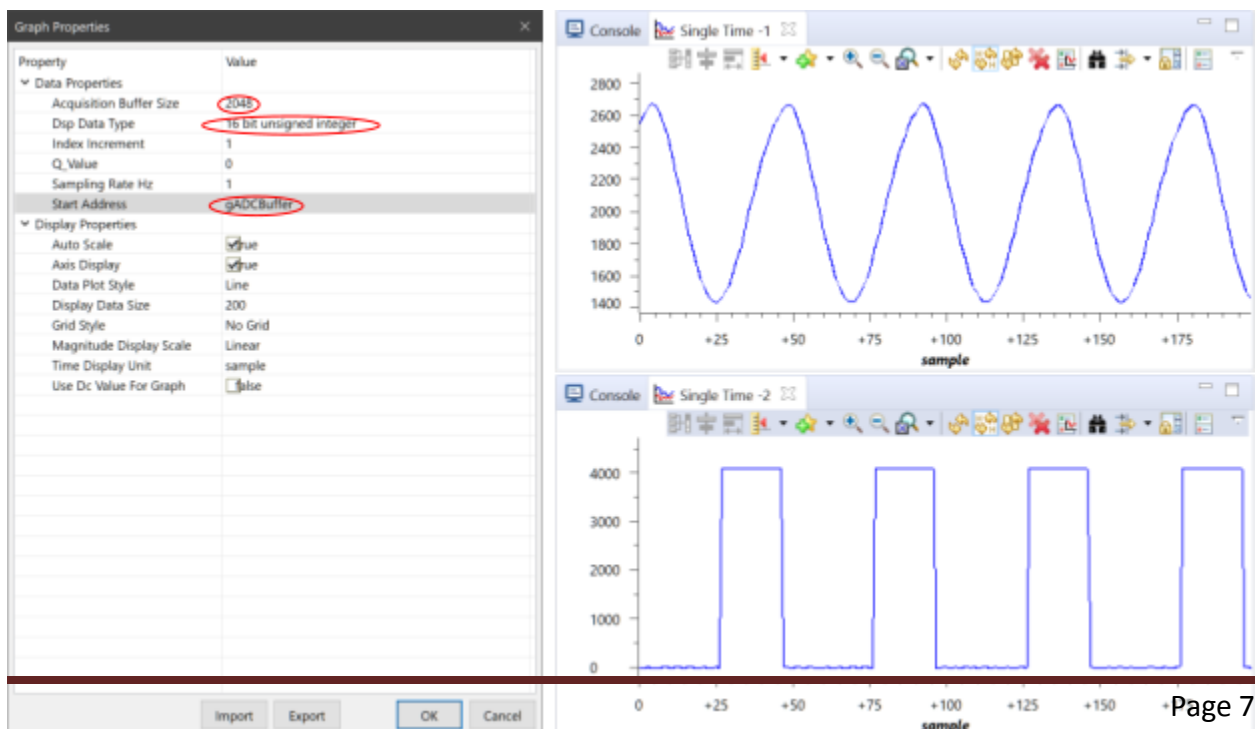 Graph Properties
Property Value
Data Properties
Acquisition Buffer Size 2048
Dsp Data Type 16 bit unsigned integer
Index Increment 1
Q_Value 0
Sampling Rate Hz 1
Start Address gADCBuffer
Display Properties
Auto Scale true
Axis Display true
Data Plot Style Line
Display Data Size 200
Grid Style No Grid
Magnitude Display Scale Linear
Time Display Unit sample
Use Dc Value For Graph false
Import Export OK Cancel
Console Single Time -1
2800
2600
2400
2200
2000
1800
1600
1400
0 +25 +50 +75 +100 +125 +150 +175
sample
Console Single Time -2
4000
3000
2000
1000
0
0 +25 +50 +75 +100 +125 +150
sample
Page 7